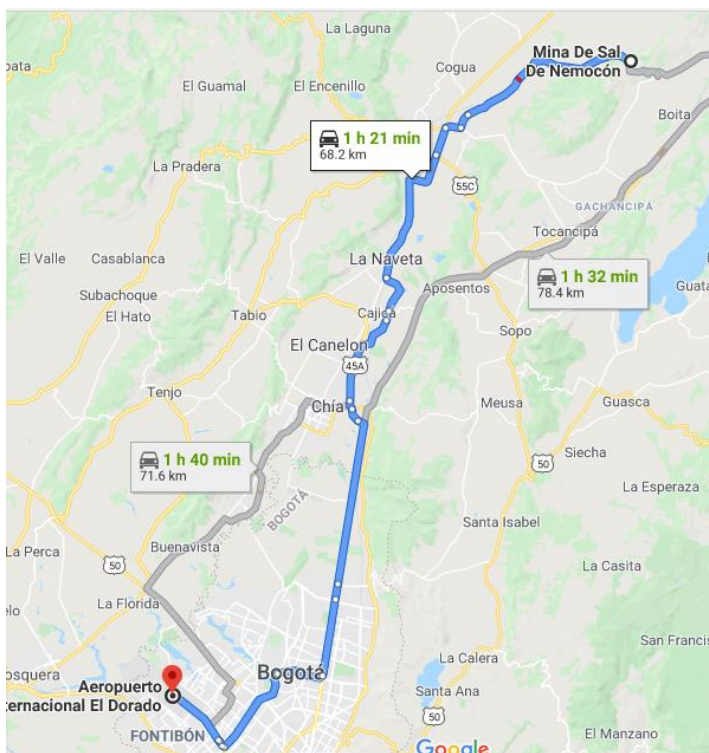 La Laguna
Mina De Sal
De Nemocón
Cogua
pata
El Guamal
El Encenillo
Boita
1 h 21 min
68.2 km
La Pradera
55C
GACHANCIPÁ
Tocancipá
El Valle
Casablanca
La Naveta
1 h 32 min
78.4 km
Aposentos
Subachoque
Guata
El Hato
Tabio
Cajicá
Sopo
El Canelon
45A
Tenjo
Chía
Meusa
Guasca
1 h 40 min
71.6 km
50
Siecha
La Esperanza
BOGOTÁ
Santa Isabel
Buenavista
La Perca
50
La Casita
La Florida
elo
San Francis
osquera
Bogotá
La Calera
Aeropuerto
nternacional El Dorado
Santa Ana
FONTIBÓN
50
El Manzano
Google